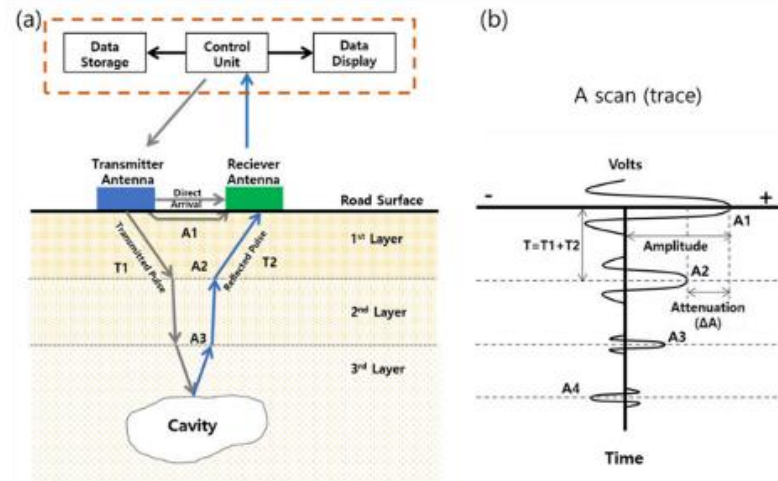 (a)
Data
Storage
Control
Unit
Data
Display
Transmitter
Antenna
Reciever
Antenna
Direct
Arrival
Road Surface
A1
1st Layer
Transmitted Pulse
T1
A2
Reflected Pulse
T2
2nd Layer
A3
3rd Layer
Cavity
(b)
A scan (trace)
Volts
- +
A1
T=T1+T2
Amplitude
A2
Attenuation
(ΔA)
A3
A4
Time